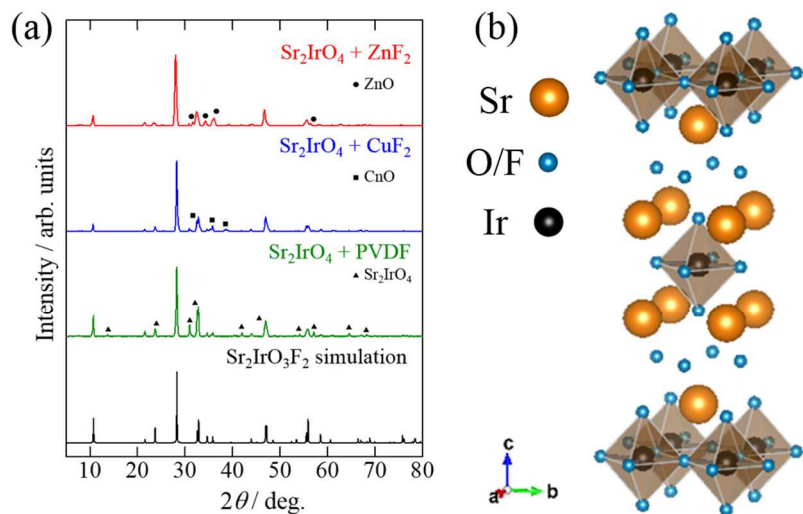 (a)
Sr₂IrO₄ + ZnF₂
● ZnO
Sr₂IrO₄ + CuF₂
■ CnO
Sr₂IrO₄ + PVDF
▲ Sr₂IrO₄
Sr₂IrO₃F₂ simulation
Intensity / arb. units
10 20 30 40 50 60 70 80
2θ / deg.
(b)
Sr
O/F
Ir
c
a b